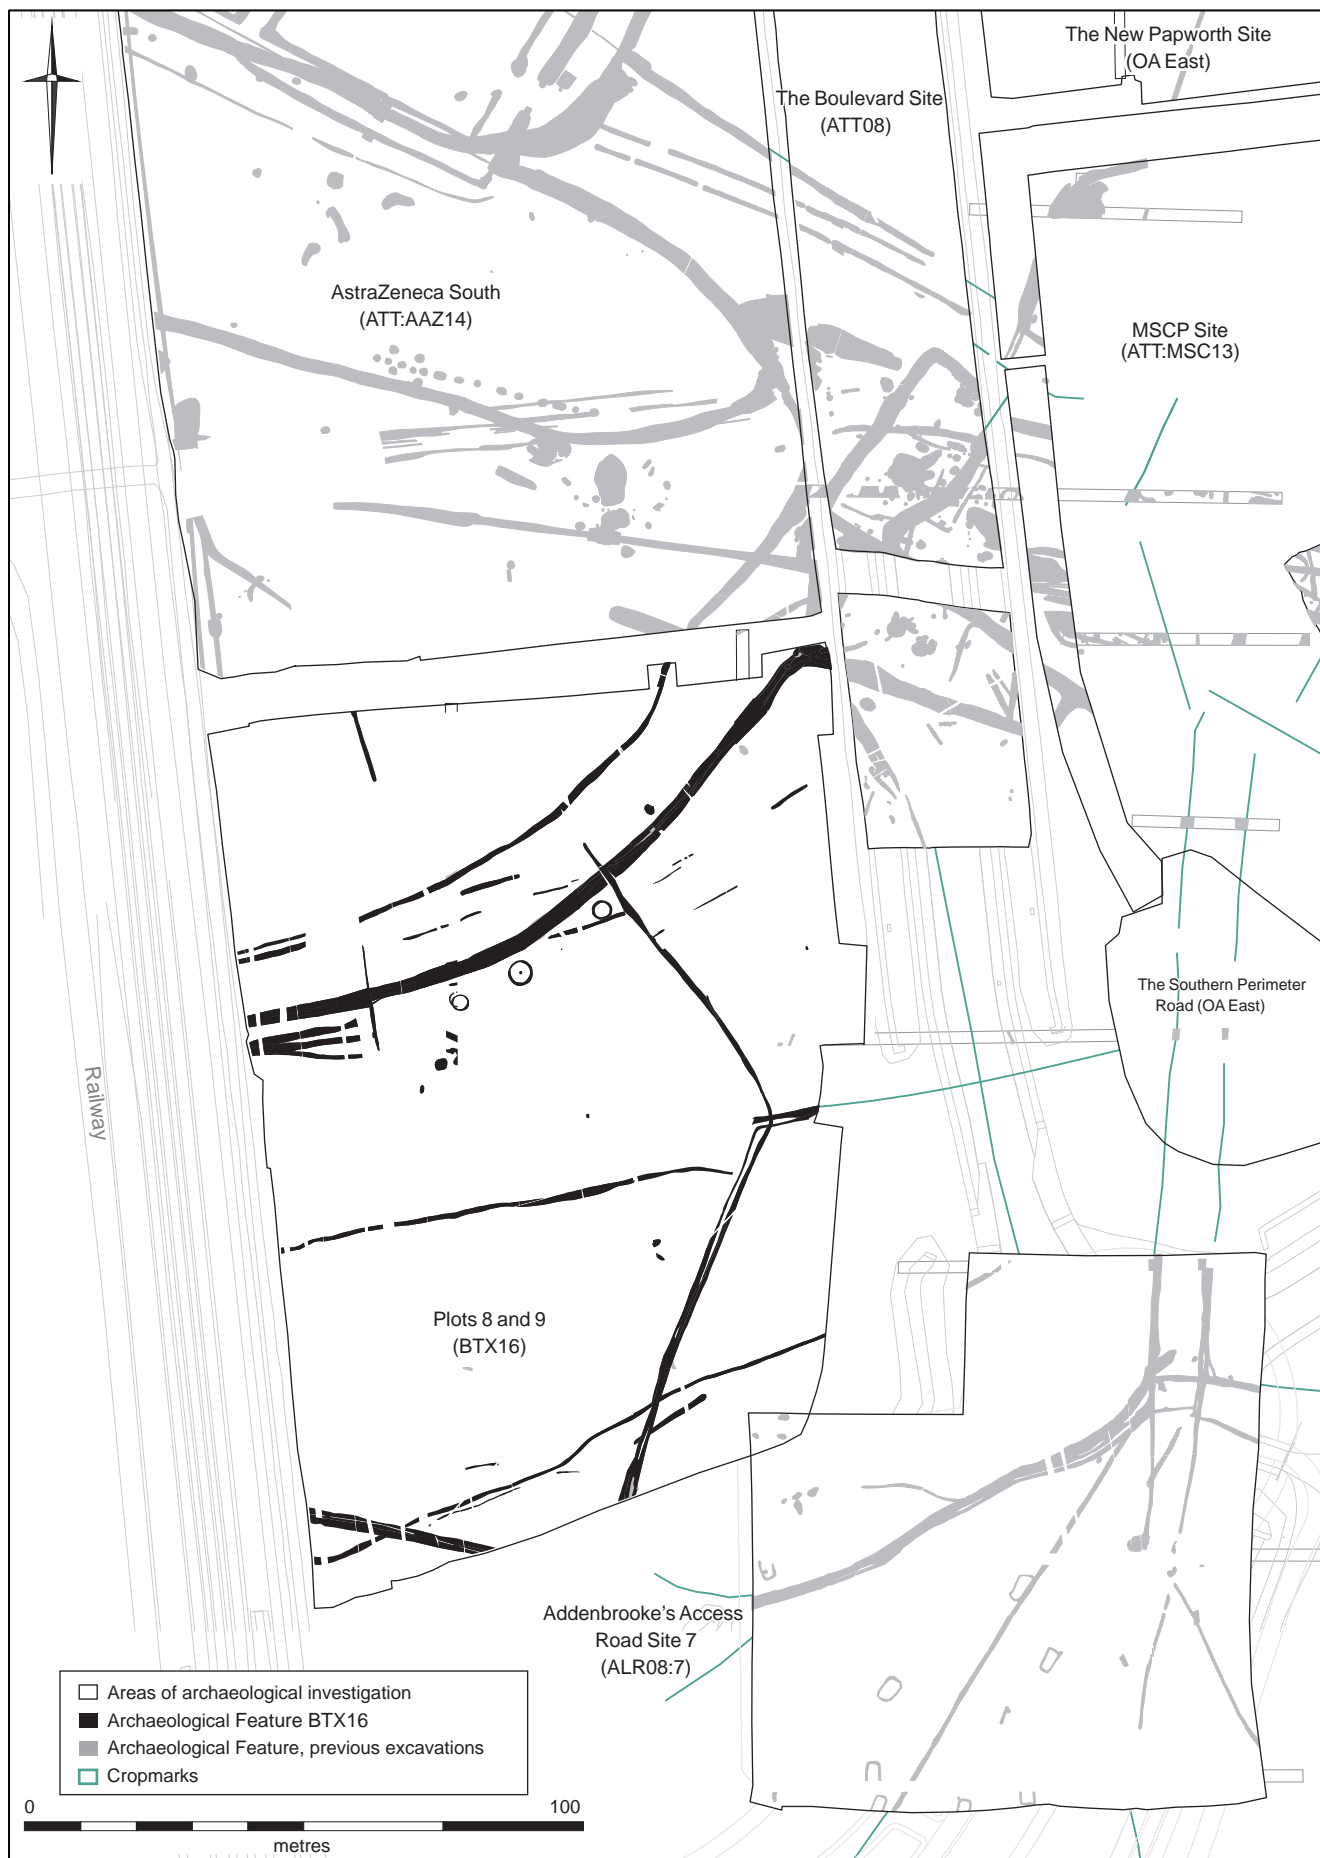 The New Papworth Site
(OA East)
The Boulevard Site
(ATT08)
AstraZeneca South
(ATT:AAZ14)
MSCP Site
(ATT:MSC13)
The Southern Perimeter
Road (OA East)
Railway
Plots 8 and 9
(BTX16)
Addenbrooke's Access
Road Site 7
(ALR08:7)
Areas of archaeological investigation
Archaeological Feature BTX16
Archaeological Feature, previous excavations
Cropmarks
0 100
metres